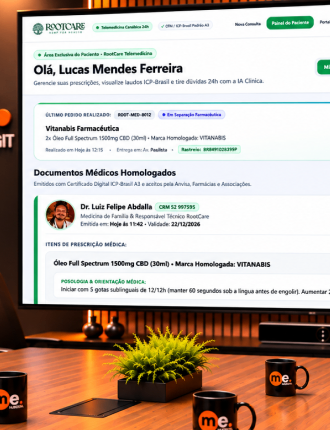 ROOTCARE
Telemedicina Canábica 24h
CFM / ICP-Brasil Padrão A3
Nova Consulta
Painel do Paciente
Área Exclusiva do Paciente • RootCare Telemedicina
Olá, Lucas Mendes Ferreira
Gerencie suas prescrições, visualize laudos ICP-Brasil e tire dúvidas 24h com a IA Clínica.
ÚLTIMO PEDIDO REALIZADO: ROOT-MED-8012 • Em Separação Farmacêutica
Vitanabis Farmacêutica
2x Óleo Full Spectrum 1500mg CBD (30ml) • Marca Homologada: VITANABIS
Realizado em Hoje às 12:15 • Entrega em: Av. Paulista •
Documentos Médicos Homologados
Emitidos com Certificado Digital ICP-Brasil A3 e aceitos pela Anvisa, Farmácias e Associações.
Dr. Luiz Felipe Abdalla CRM 52 997595
Medicina de Família & Responsável Técnico RootCare
Emitida em: Hoje às 11:42 • Validade: 22/12/2026
ITENS DE PRESCRIÇÃO MÉDICA:
Óleo Full Spectrum 1500mg CBD (30ml) • Marca Homologada: VITANABIS
POSOLOGIA & ORIENTAÇÃO MÉDICA:
Iniciar com 5 gotas sublinguais de 12/12h (manter 60 segundos sob a língua antes de engolir). Aumentar 2
GIT
me.
me.
me.